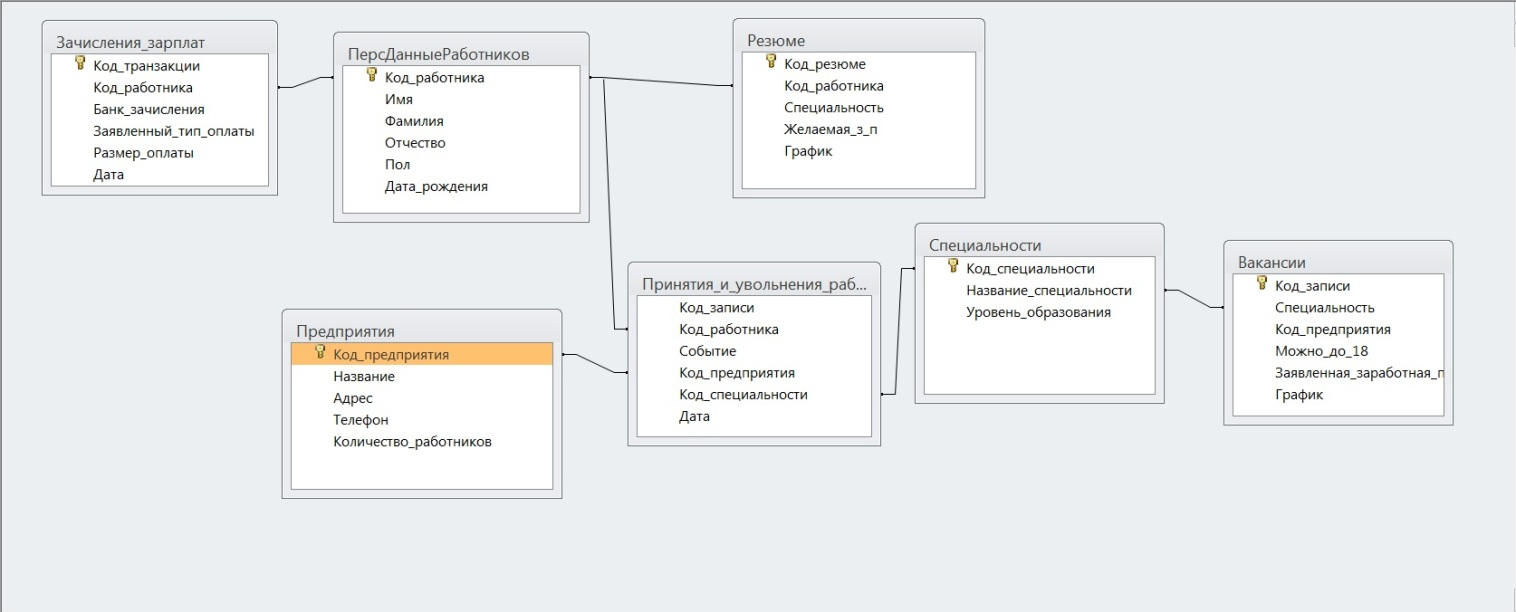 Зачисления_зарплат
Код_транзакции
Код_работника
Банк_зачисления
Заявленный_тип_оплаты
Размер_оплаты
Дата
ПерсДанныеРаботников
Код_работника
Имя
Фамилия
Отчество
Пол
Дата_рождения
Резюме
Код_резюме
Код_работника
Специальность
Желаемая_з_п
График
Предприятия
Код_предприятия
Название
Адрес
Телефон
Количество_работников
Принятия_и_увольнения_раб...
Код_записи
Код_работника
Событие
Код_предприятия
Код_специальности
Дата
Специальности
Код_специальности
Название_специальности
Уровень_образования
Вакансии
Код_записи
Специальность
Код_предприятия
Можно_до_18
Заявленная_заработная_п
График